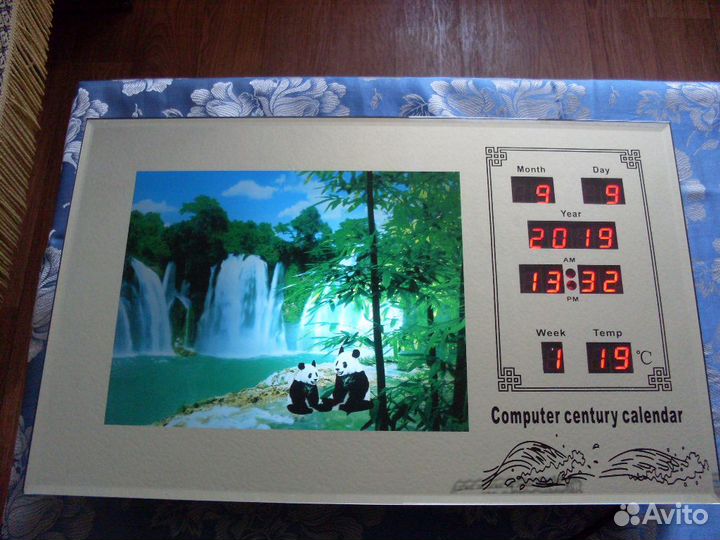 Month Day
9 9
Year
2019
AM
13:32
PM
Week Temp
1 19 °C
Computer century calendar
Avito